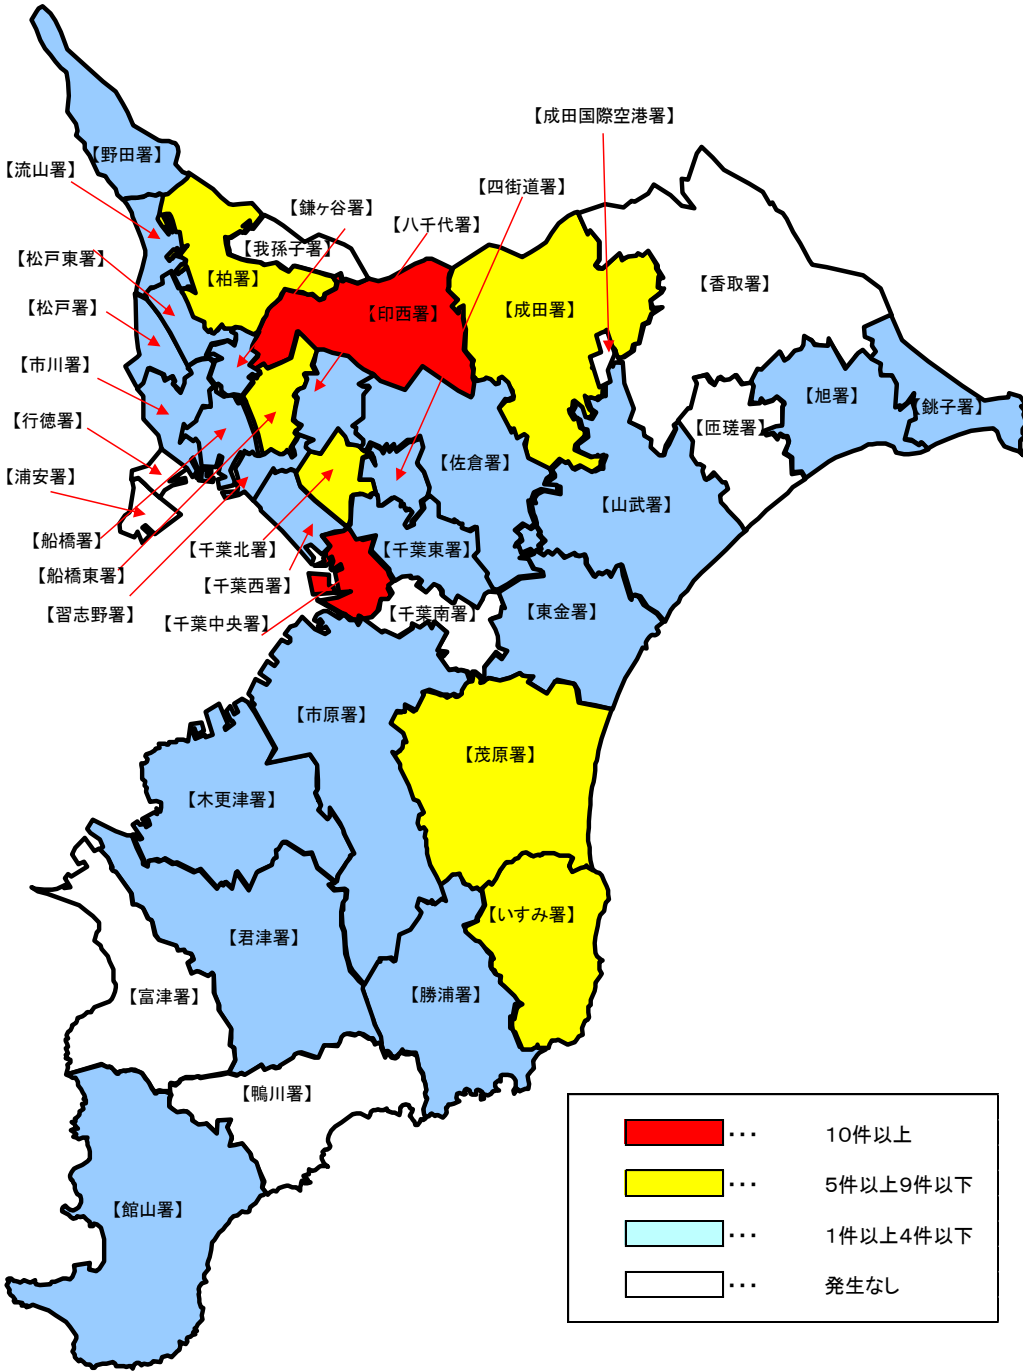 【成田国際空港署】
【野田署】
【流山署】
【四街道署】
【鎌ヶ谷署】
【八千代署】
【我孫子署】
【松戸東署】
【柏署】
【香取署】
【松戸署】
【印西署】
【成田署】
【市川署】
【旭署】
【銚子署】
【行徳署】
【匝瑳署】
【佐倉署】
【浦安署】
【山武署】
【船橋署】
【千葉北署】
【千葉東署】
【船橋東署】
【千葉西署】
【習志野署】
【千葉中央署】
【千葉南署】
【東金署】
【市原署】
【茂原署】
【木更津署】
【いすみ署】
【君津署】
【富津署】
【勝浦署】
【鴨川署】
【館山署】
・・・ 10件以上
・・・ 5件以上9件以下
・・・ 1件以上4件以下
・・・ 発生なし